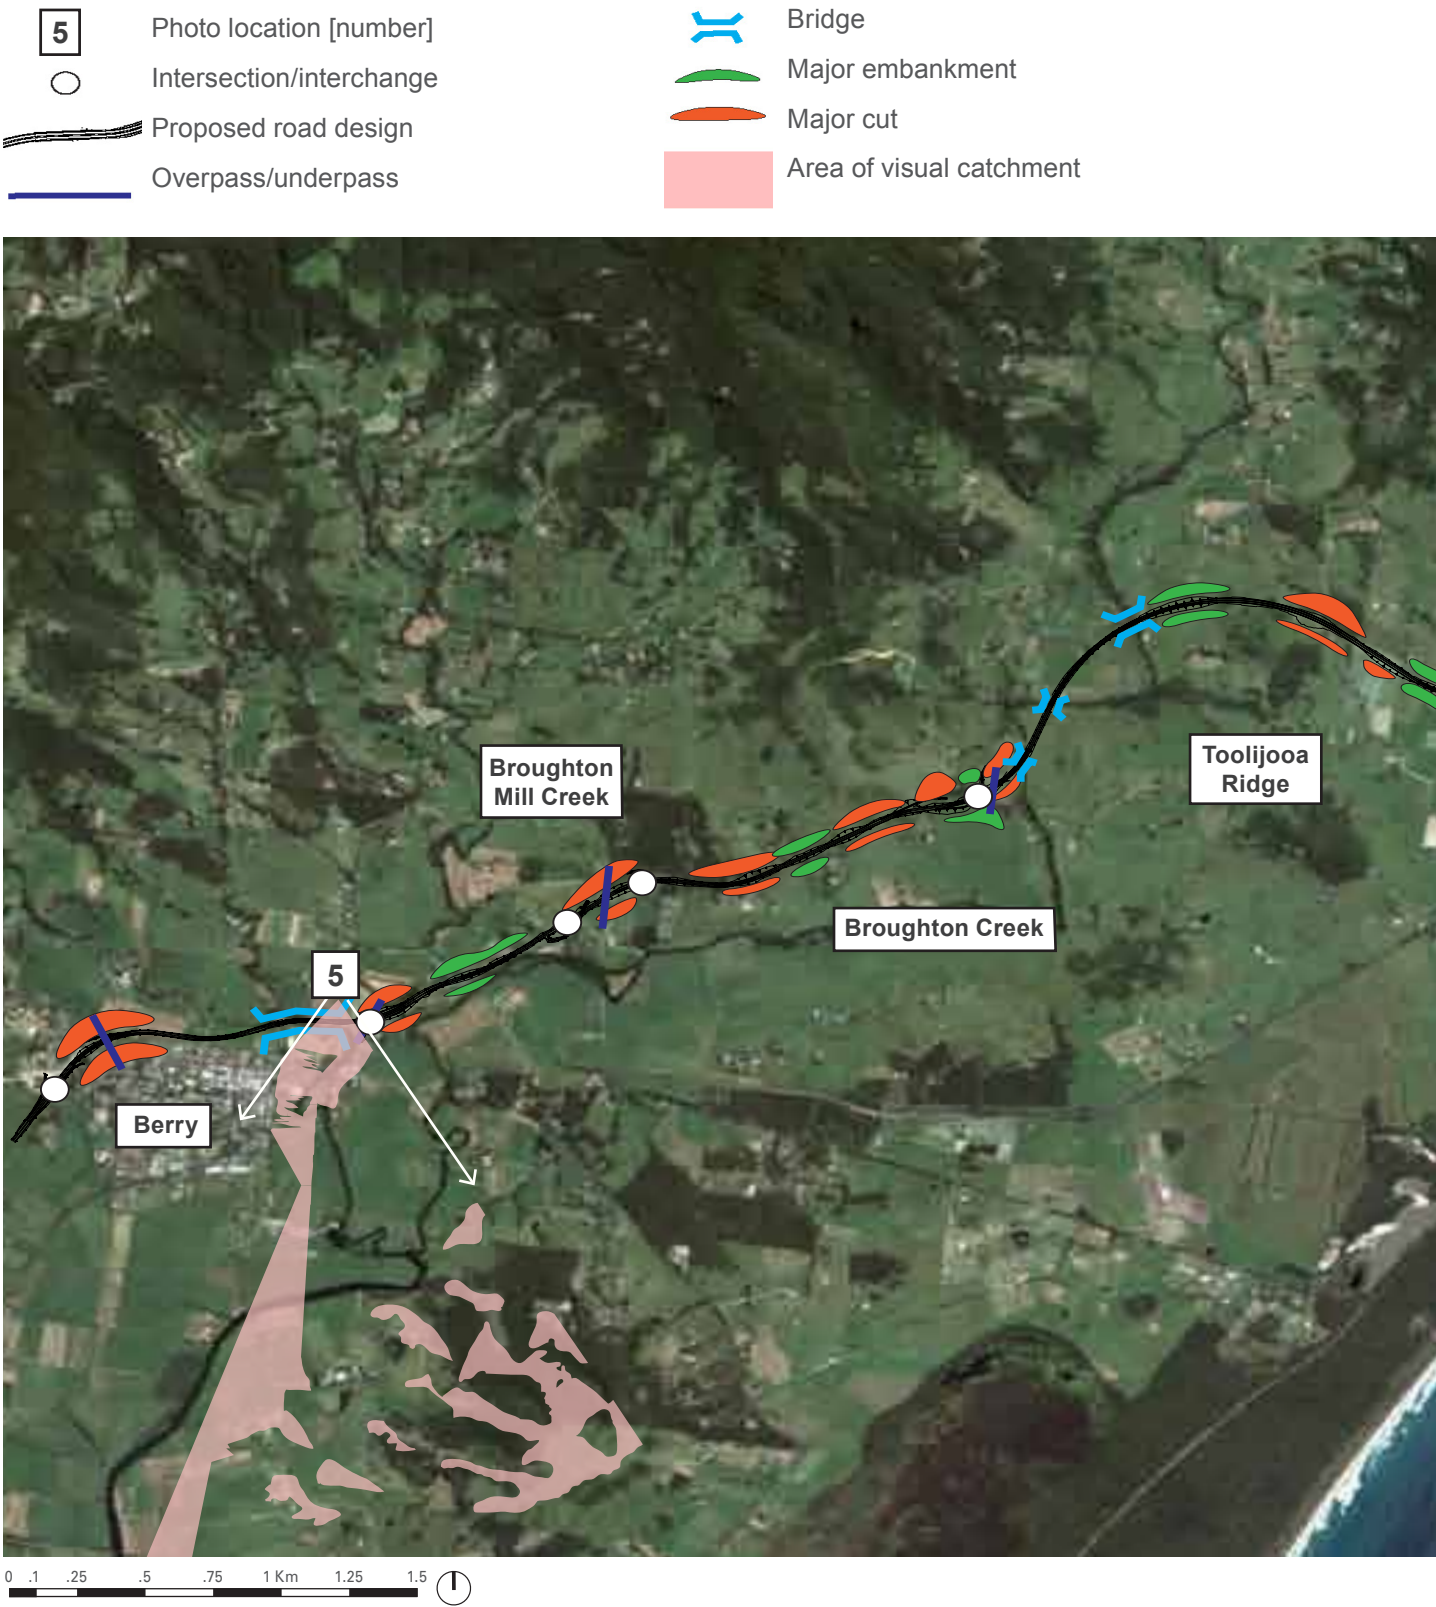 5
Photo location [number]
Intersection/interchange
Proposed road design
Overpass/underpass
Bridge
Major embankment
Major cut
Area of visual catchment
Toolijooa
Ridge
Broughton
Mill Creek
Broughton Creek
5
Berry
0 .1 .25 .5 .75 1 Km 1.25 1.5